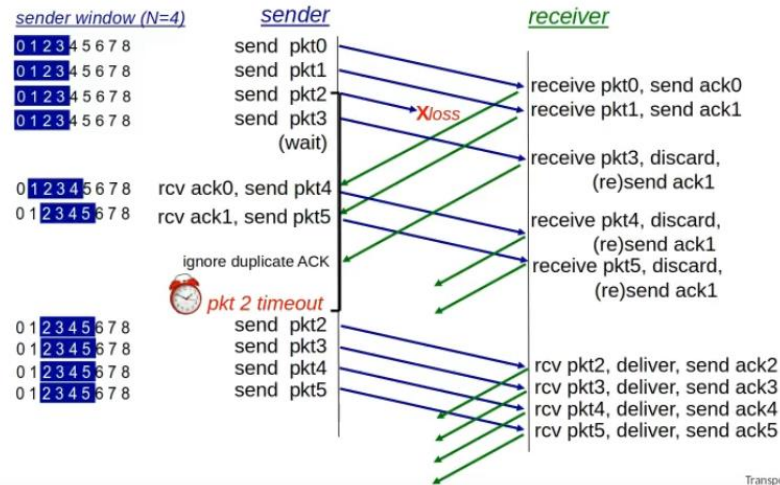 sender window (N=4)
sender
receiver
0 1 2 3 4 5 6 7 8
send pkt0
0 1 2 3 4 5 6 7 8
send pkt1
0 1 2 3 4 5 6 7 8
send pkt2
0 1 2 3 4 5 6 7 8
send pkt3
(wait)
Xloss
receive pkt0, send ack0
receive pkt1, send ack1
receive pkt3, discard,
(re)send ack1
0 1 2 3 4 5 6 7 8
rcv ack0, send pkt4
0 1 2 3 4 5 6 7 8
rcv ack1, send pkt5
receive pkt4, discard,
(re)send ack1
receive pkt5, discard,
(re)send ack1
ignore duplicate ACK
pkt 2 timeout
0 1 2 3 4 5 6 7 8
send pkt2
0 1 2 3 4 5 6 7 8
send pkt3
0 1 2 3 4 5 6 7 8
send pkt4
0 1 2 3 4 5 6 7 8
send pkt5
rcv pkt2, deliver, send ack2
rcv pkt3, deliver, send ack3
rcv pkt4, deliver, send ack4
rcv pkt5, deliver, send ack5
Transp